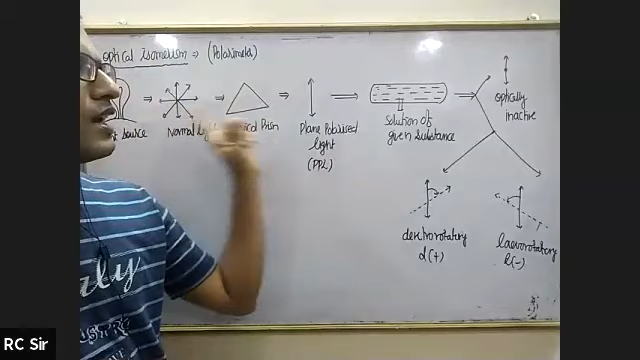 optical Isomerism ⇒ (Polarimeter)
source
Normal light
Prism
Plane Polarised
light
(PPL)
solution of
given substance
optically
inactive
dextrorotatory
d(+)
laevorotatory
l(-)
RC Sir